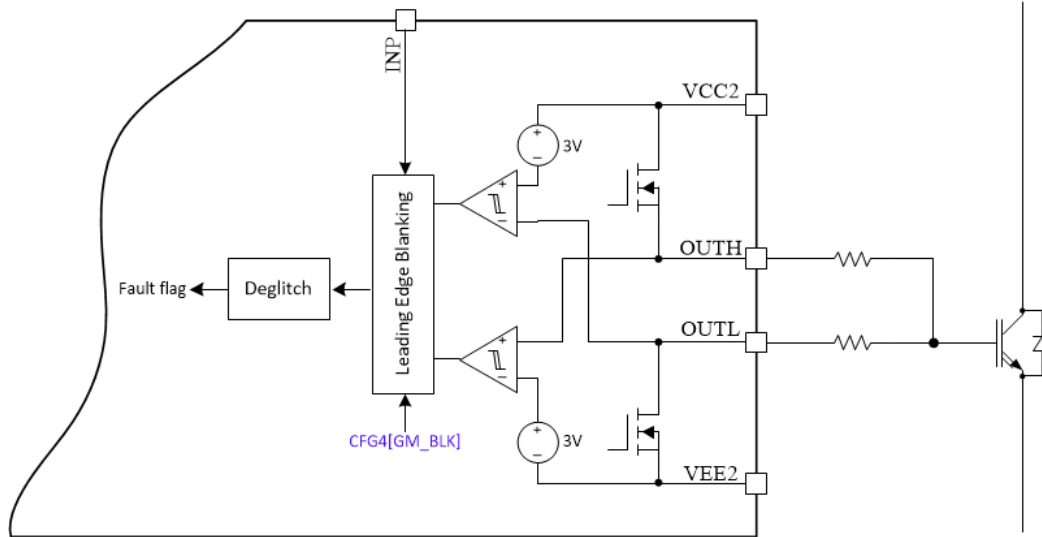 INP
VCC2
+
3V
−
+
−
Leading Edge Blanking
OUTH
Fault flag
Deglitch
OUTL
+
−
+
3V
−
CFG4[GM_BLK]
VEE2